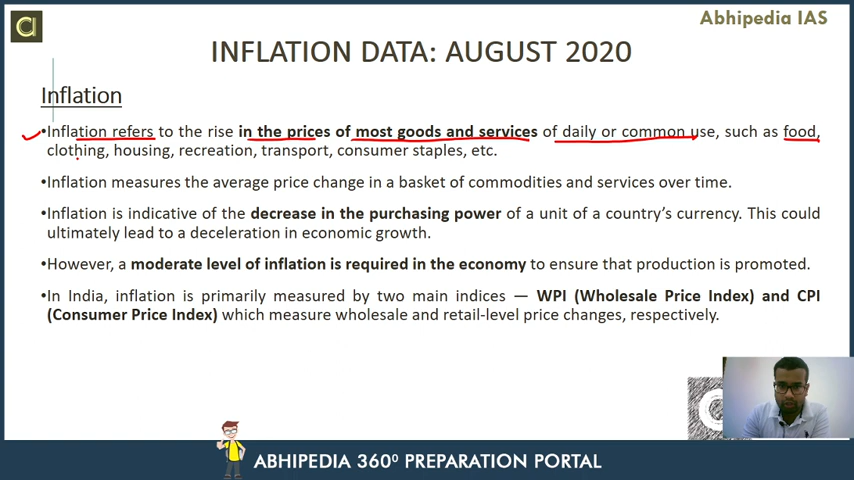 Abhipedia IAS
INFLATION DATA: AUGUST 2020
Inflation
•Inflation refers to the rise in the prices of most goods and services of daily or common use, such as food,
clothing, housing, recreation, transport, consumer staples, etc.
•Inflation measures the average price change in a basket of commodities and services over time.
•Inflation is indicative of the decrease in the purchasing power of a unit of a country's currency. This could
ultimately lead to a deceleration in economic growth.
•However, a moderate level of inflation is required in the economy to ensure that production is promoted.
•In India, inflation is primarily measured by two main indices — WPI (Wholesale Price Index) and CPI
(Consumer Price Index) which measure wholesale and retail-level price changes, respectively.
ABHIPEDIA 360⁰ PREPARATION PORTAL